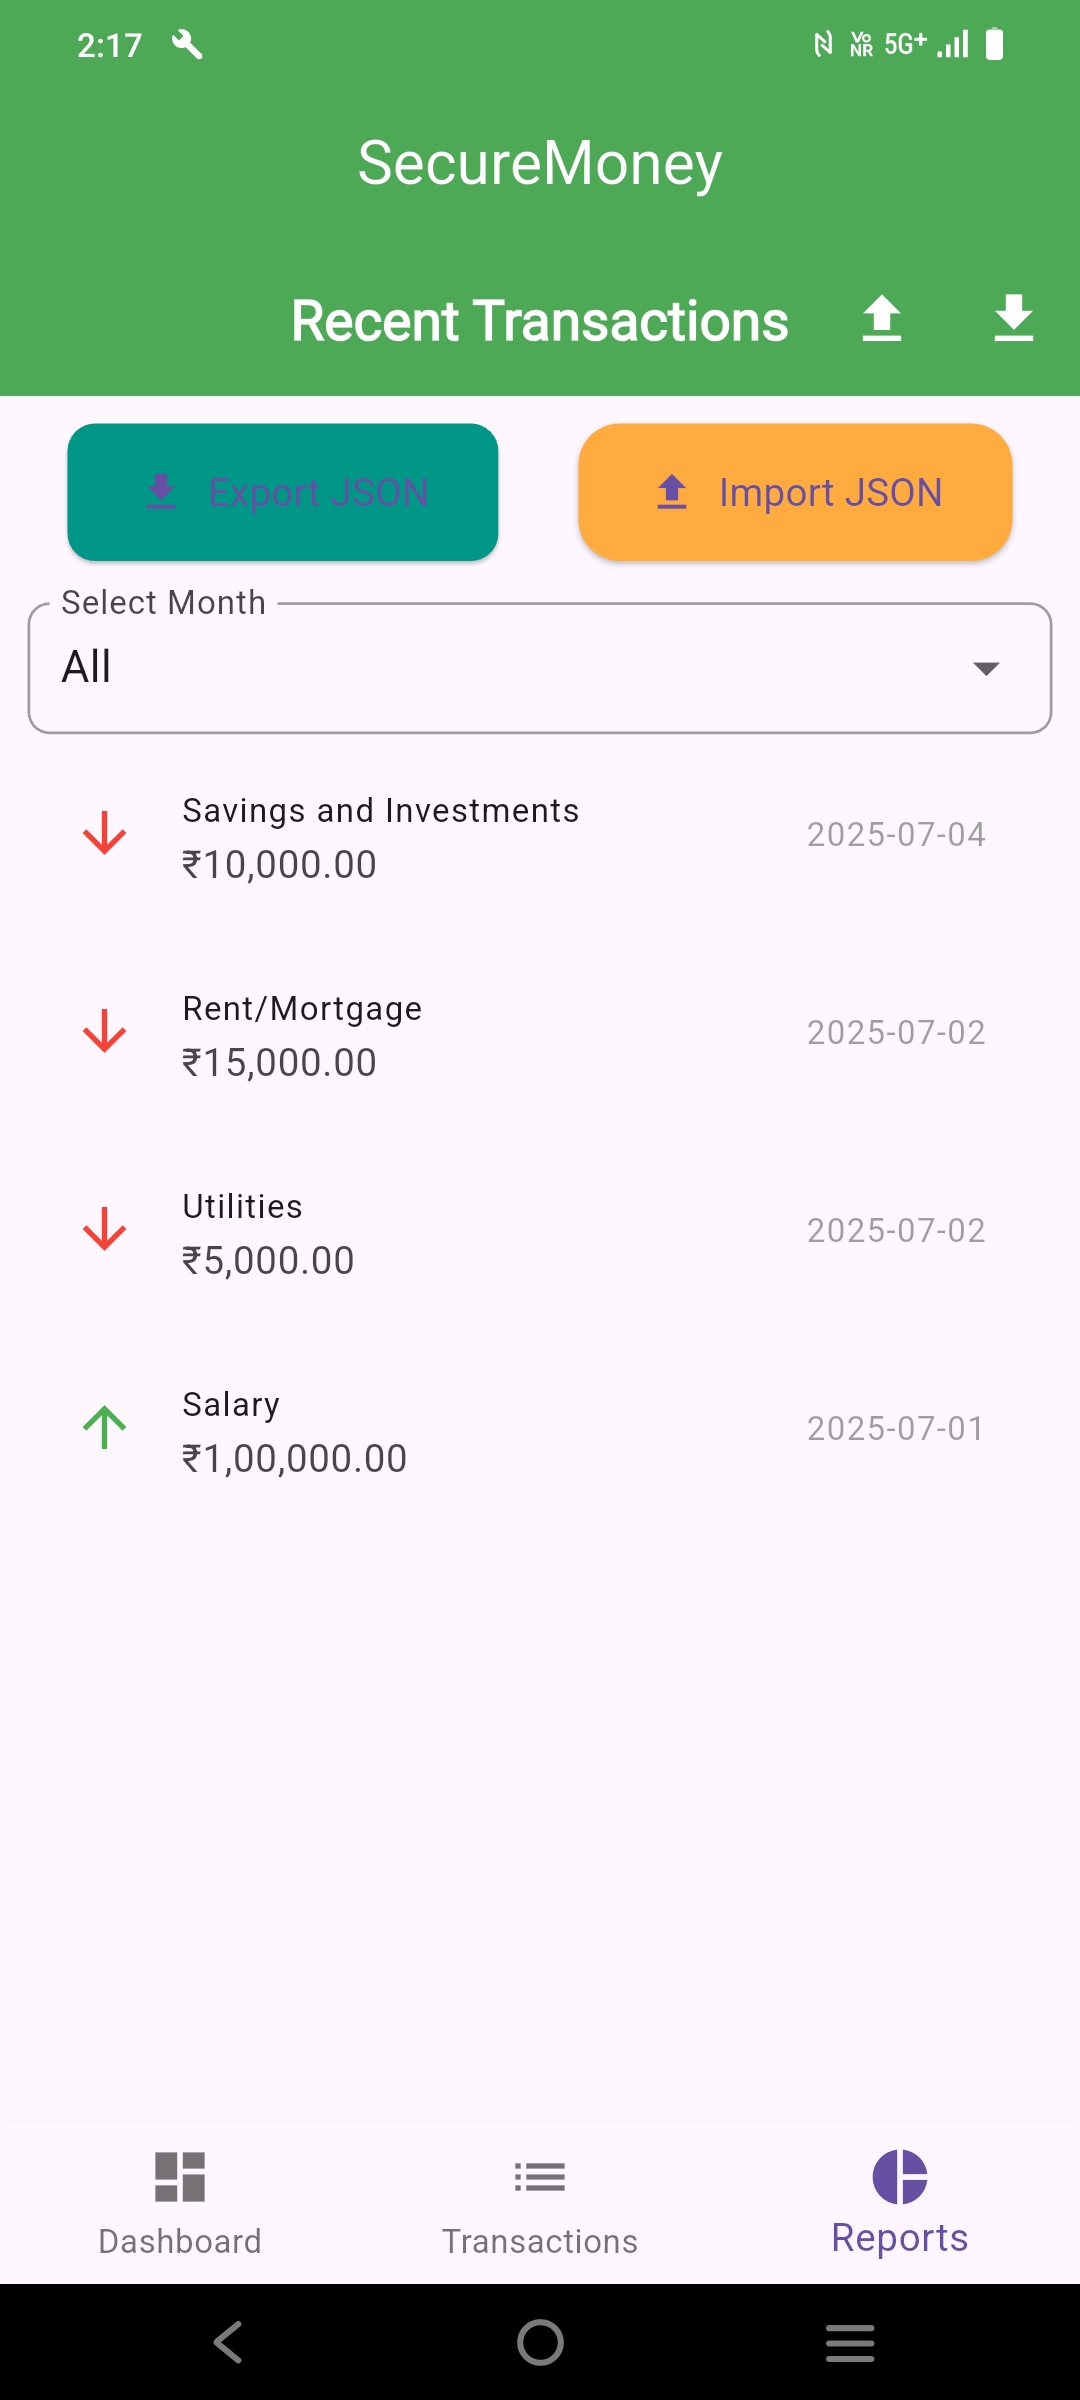 2:17 Vo NR 5G+
SecureMoney
Recent Transactions
Export JSON
Import JSON
Select Month
All
Savings and Investments
₹10,000.00
2025-07-04
Rent/Mortgage
₹15,000.00
2025-07-02
Utilities
₹5,000.00
2025-07-02
Salary
₹1,00,000.00
2025-07-01
Dashboard
Transactions
Reports